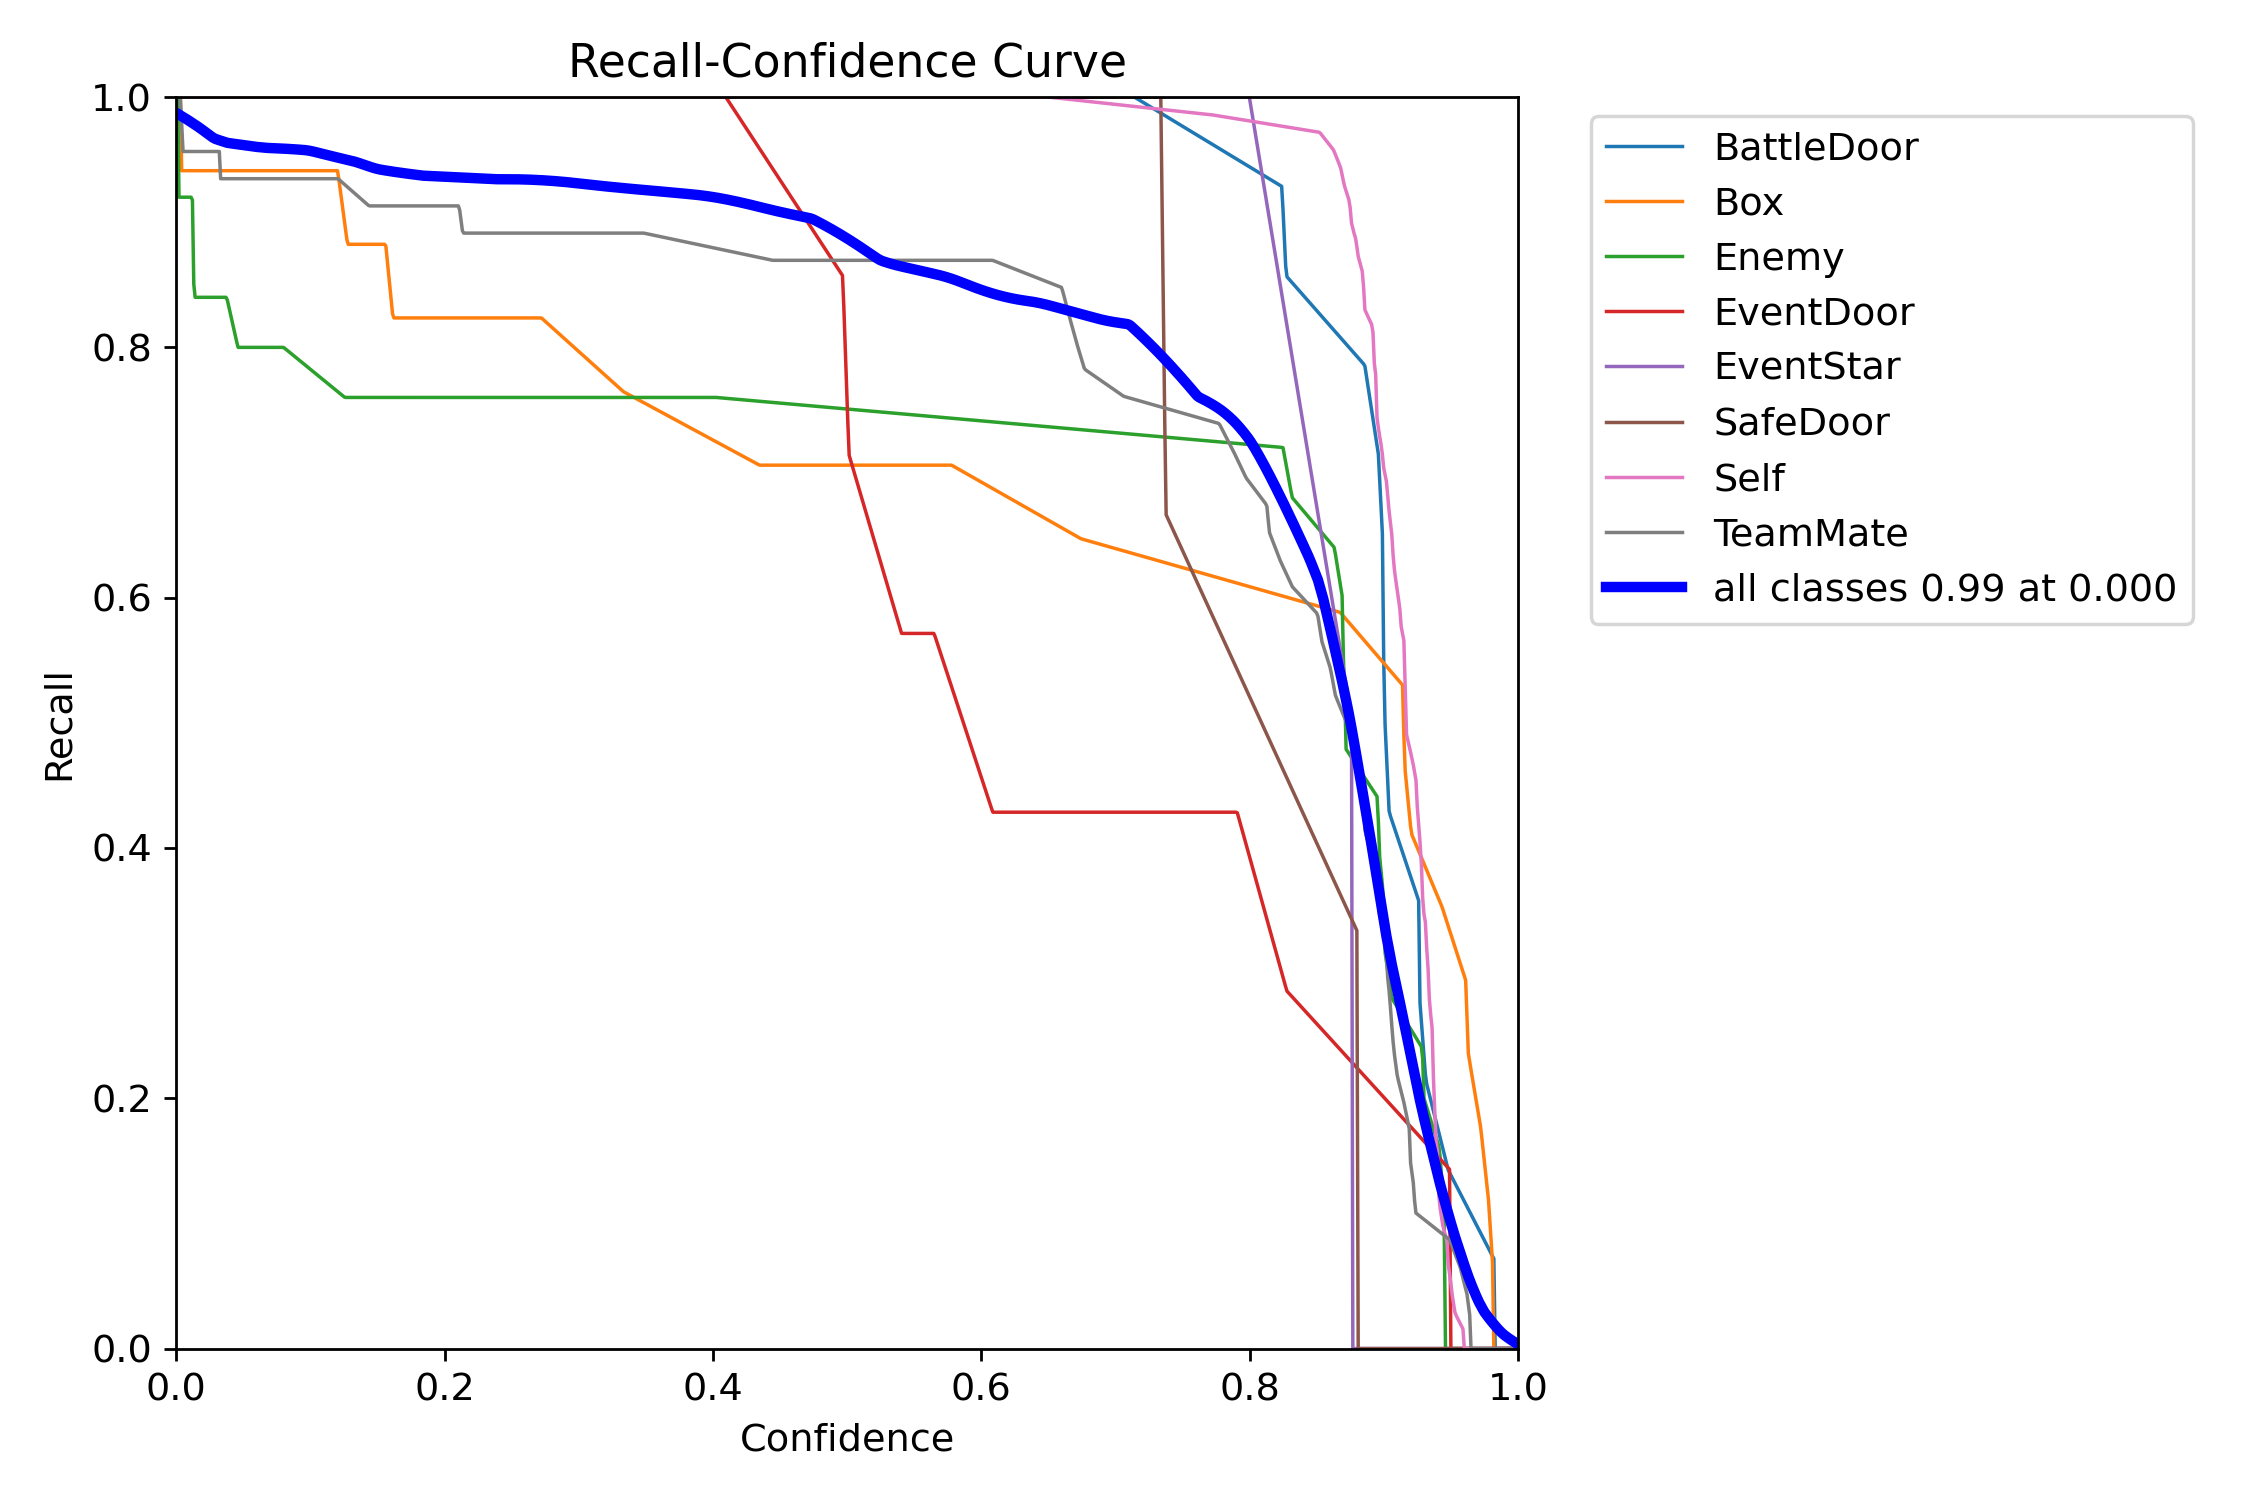 Recall-Confidence Curve
1.0
0.8
0.6
0.4
0.2
0.0
Recall
0.0 0.2 0.4 0.6 0.8 1.0
Confidence
BattleDoor
Box
Enemy
EventDoor
EventStar
SafeDoor
Self
TeamMate
all classes 0.99 at 0.000